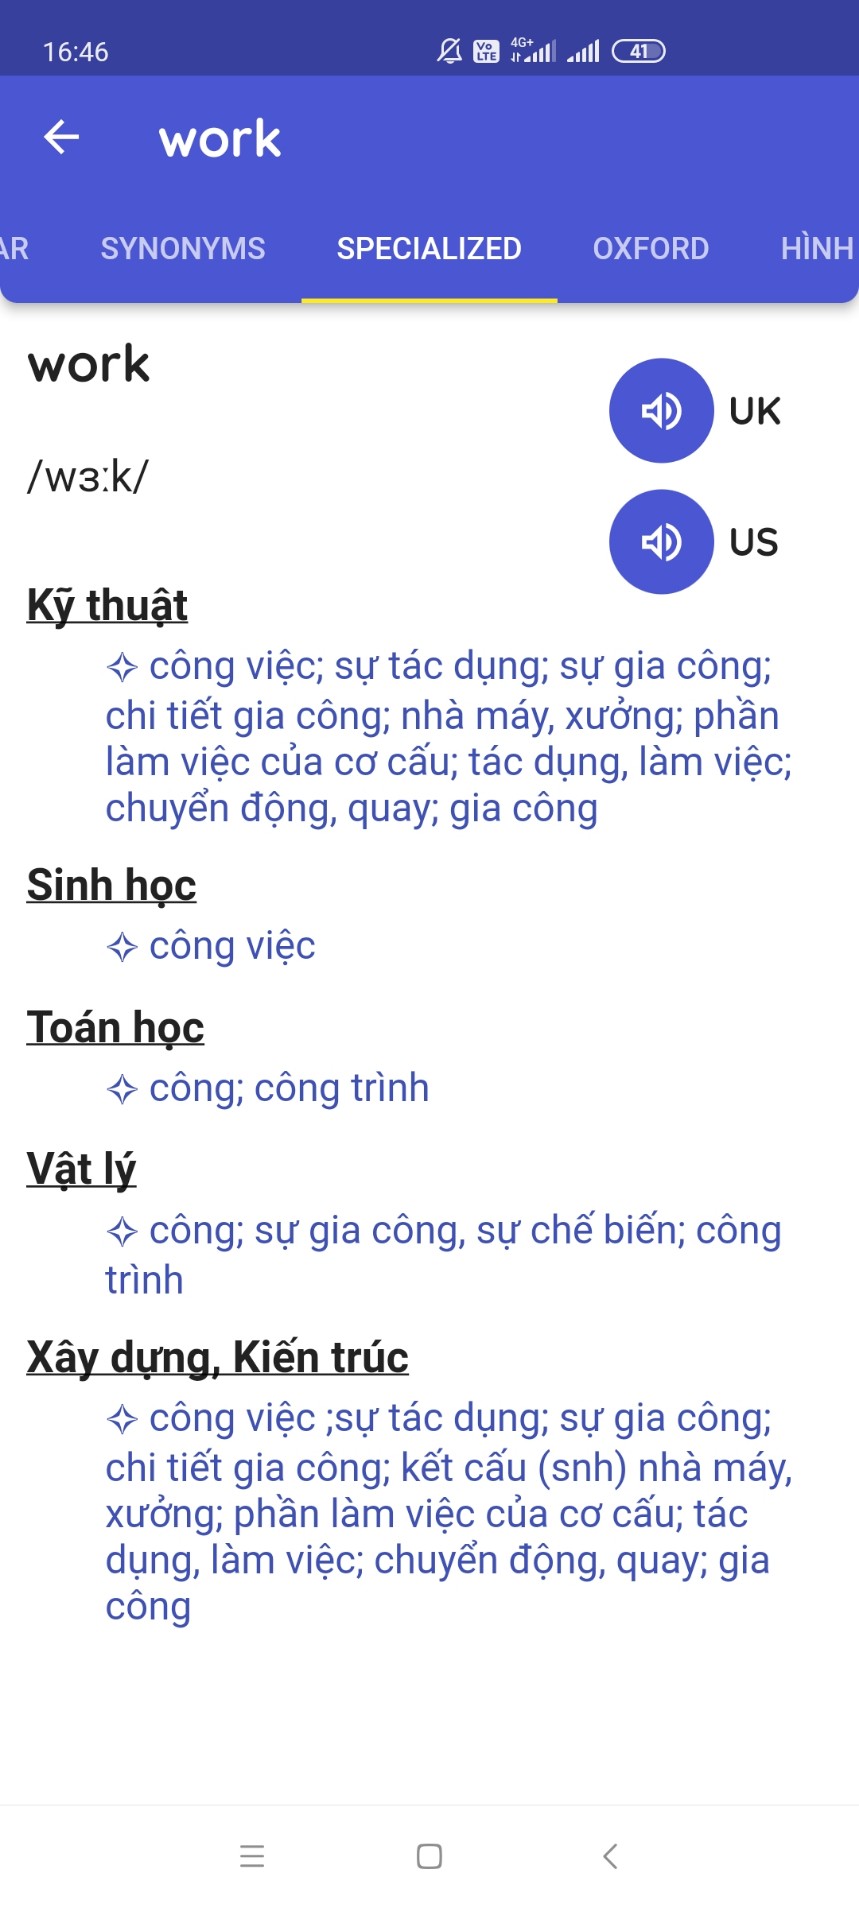 16:46
Vo LTE 4G+ 41
work
AR SYNONYMS SPECIALIZED OXFORD HÌNH
work
UK
/wɜːk/
US
Kỹ thuật
✧ công việc; sự tác dụng; sự gia công;
chi tiết gia công; nhà máy, xưởng; phần
làm việc của cơ cấu; tác dụng, làm việc;
chuyển động, quay; gia công
Sinh học
✧ công việc
Toán học
✧ công; công trình
Vật lý
✧ công; sự gia công, sự chế biến; công
trình
Xây dựng, Kiến trúc
✧ công việc ;sự tác dụng; sự gia công;
chi tiết gia công; kết cấu (snh) nhà máy,
xưởng; phần làm việc của cơ cấu; tác
dụng, làm việc; chuyển động, quay; gia
công